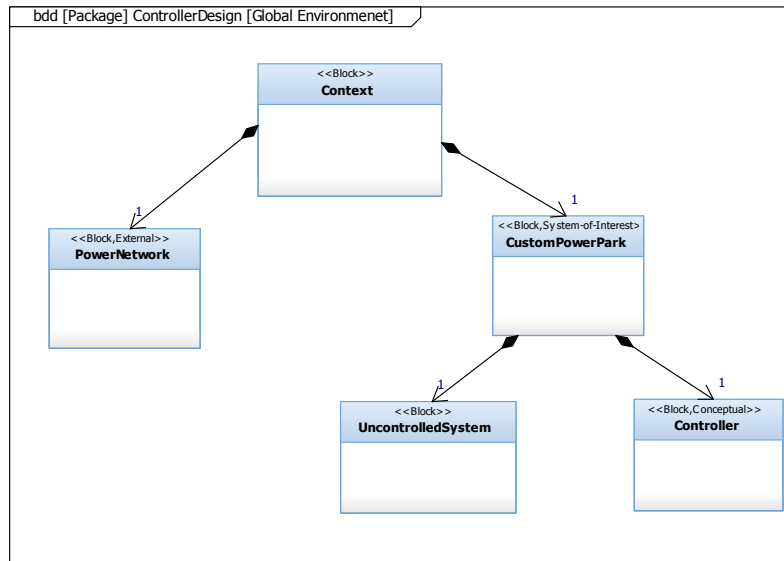 bdd [Package] ControllerDesign [Global Environmenet]
<<Block>>
Context
1
1
<<Block,External>>
PowerNetwork
<<Block,System-of-Interest>
CustomPowerPark
1
1
<<Block>>
UncontrolledSystem
<<Block,Conceptual>>
Controller